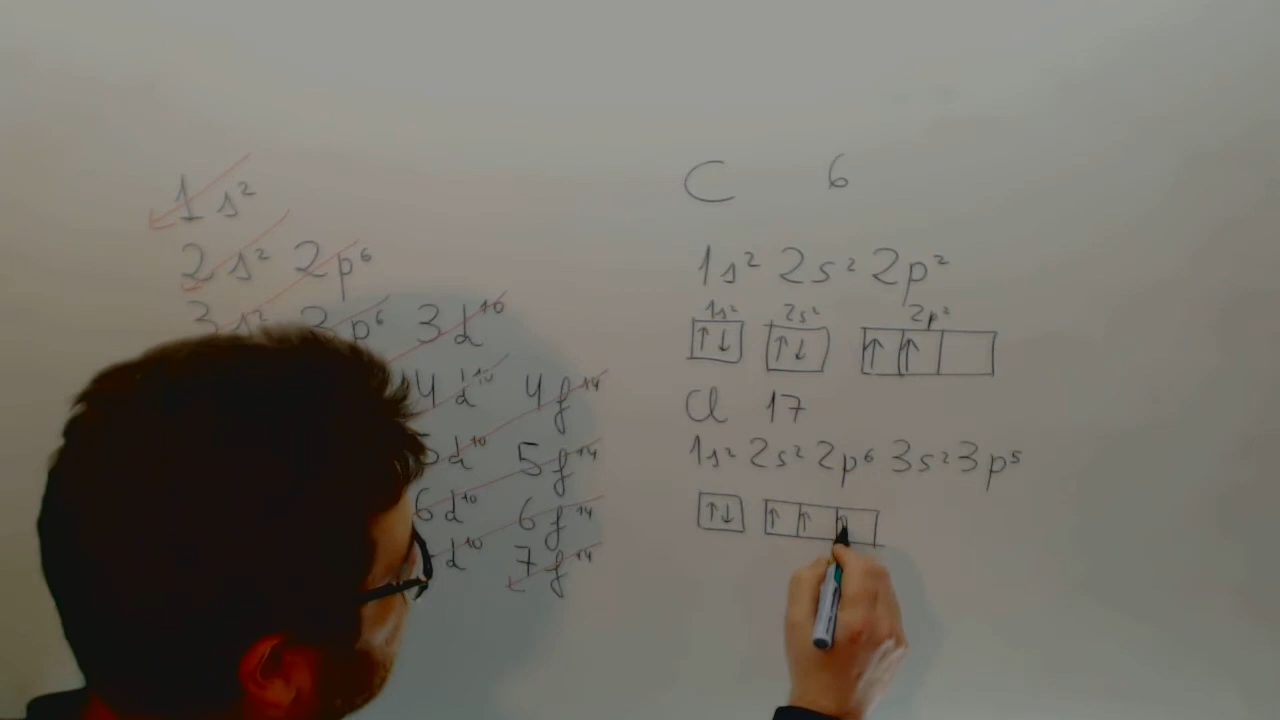 1s²
2s² 2p⁶
3s² 3p⁶ 3d¹⁰
4d¹⁰ 4f¹⁴
5d¹⁰ 5f¹⁴
6d¹⁰ 6f¹⁴
d¹⁰ 7f¹⁴
C 6
1s² 2s² 2p²
1s² 2s² 2p²
↑↓ ↑↓ ↑ ↑
Cl 17
1s² 2s² 2p⁶ 3s² 3p⁵
↑↓ ↑ ↑